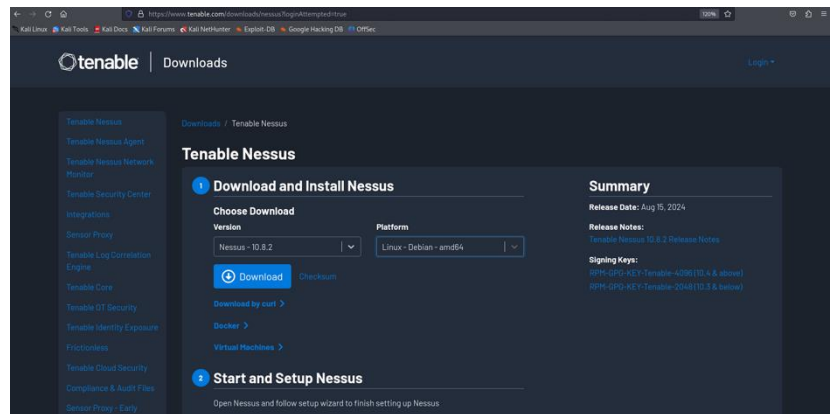 https://www.tenable.com/downloads/nessus?loginAttempted=true
120%
Kali Linux Kali Tools Kali Docs Kali Forums Kali NetHunter Exploit-DB Google Hacking DB OffSec
tenable Downloads
Login
Tenable Nessus
Tenable Nessus Agent
Tenable Nessus Network
Monitor
Tenable Security Center
Integrations
Sensor Proxy
Tenable Log Correlation
Engine
Tenable Core
Tenable OT Security
Tenable Identity Exposure
Frictionless
Tenable Cloud Security
Compliance & Audit Files
Sensor Proxy - Early
Downloads / Tenable Nessus
Tenable Nessus
1 Download and Install Nessus
Choose Download
Version Platform
Nessus - 10.8.2 Linux - Debian - amd64
Download Checksum
Download by curl
Docker
Virtual Machines
2 Start and Setup Nessus
Open Nessus and follow setup wizard to finish setting up Nessus
Summary
Release Date: Aug 15, 2024
Release Notes:
Tenable Nessus 10.8.2 Release Notes
Signing Keys:
RPM-GPG-KEY-Tenable-4096 (10.4 & above)
RPM-GPG-KEY-Tenable-2048 (10.3 & below)